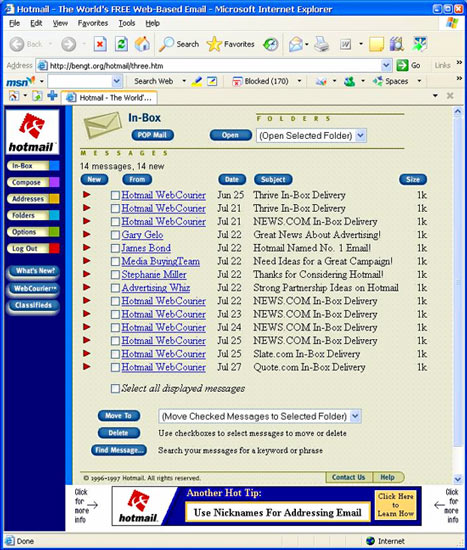 Hotmail - The World's FREE Web-Based Email - Microsoft Internet Explorer
File Edit View Favorites Tools Help
Back Search Favorites
Address http://bengt.org/hotmail/three.htm Go Links »
msn Search Web Blocked (170) »
Spaces »
Hotmail - The World'...
hotmail
In-Box
Compose
Addresses
Folders
Options
Log Out
What's New?
WebCourier™
Classifieds
In-Box
POP Mail
FOLDERS
Open (Open Selected Folder)
MESSAGES
14 messages, 14 new
New From Date Subject Size
Hotmail WebCourier Jun 25 Thrive In-Box Delivery 1k
Hotmail WebCourier Jul 21 Thrive In-Box Delivery 1k
Hotmail WebCourier Jul 21 NEWS.COM In-Box Delivery 1k
Gary Gelo Jul 22 Great News About Advertising! 1k
James Bond Jul 22 Hotmail Named No. 1 Email! 1k
Media BuyingTeam Jul 22 Need Ideas for a Great Campaign! 1k
Stephanie Miller Jul 22 Thanks for Considering Hotmail! 1k
Advertising Whiz Jul 22 Strong Partnership Ideas on Hotmail 1k
Hotmail WebCourier Jul 22 NEWS.COM In-Box Delivery 1k
Hotmail WebCourier Jul 23 NEWS.COM In-Box Delivery 1k
Hotmail WebCourier Jul 24 NEWS.COM In-Box Delivery 1k
Hotmail WebCourier Jul 25 NEWS.COM In-Box Delivery 1k
Hotmail WebCourier Jul 25 Slate.com In-Box Delivery 1k
Hotmail WebCourier Jul 27 Quote.com In-Box Delivery 1k
Select all displayed messages
Move To (Move Checked Messages to Selected Folder)
Delete Use checkboxes to select messages to move or delete
Find Message... Search your messages for a keyword or phrase
© 1996-1997 Hotmail. All rights reserved. Contact Us Help
Click for more info
hotmail.
Another Hot Tip:
Use Nicknames For Addressing Email
Click Here to Learn How
Click for more info
Done Internet